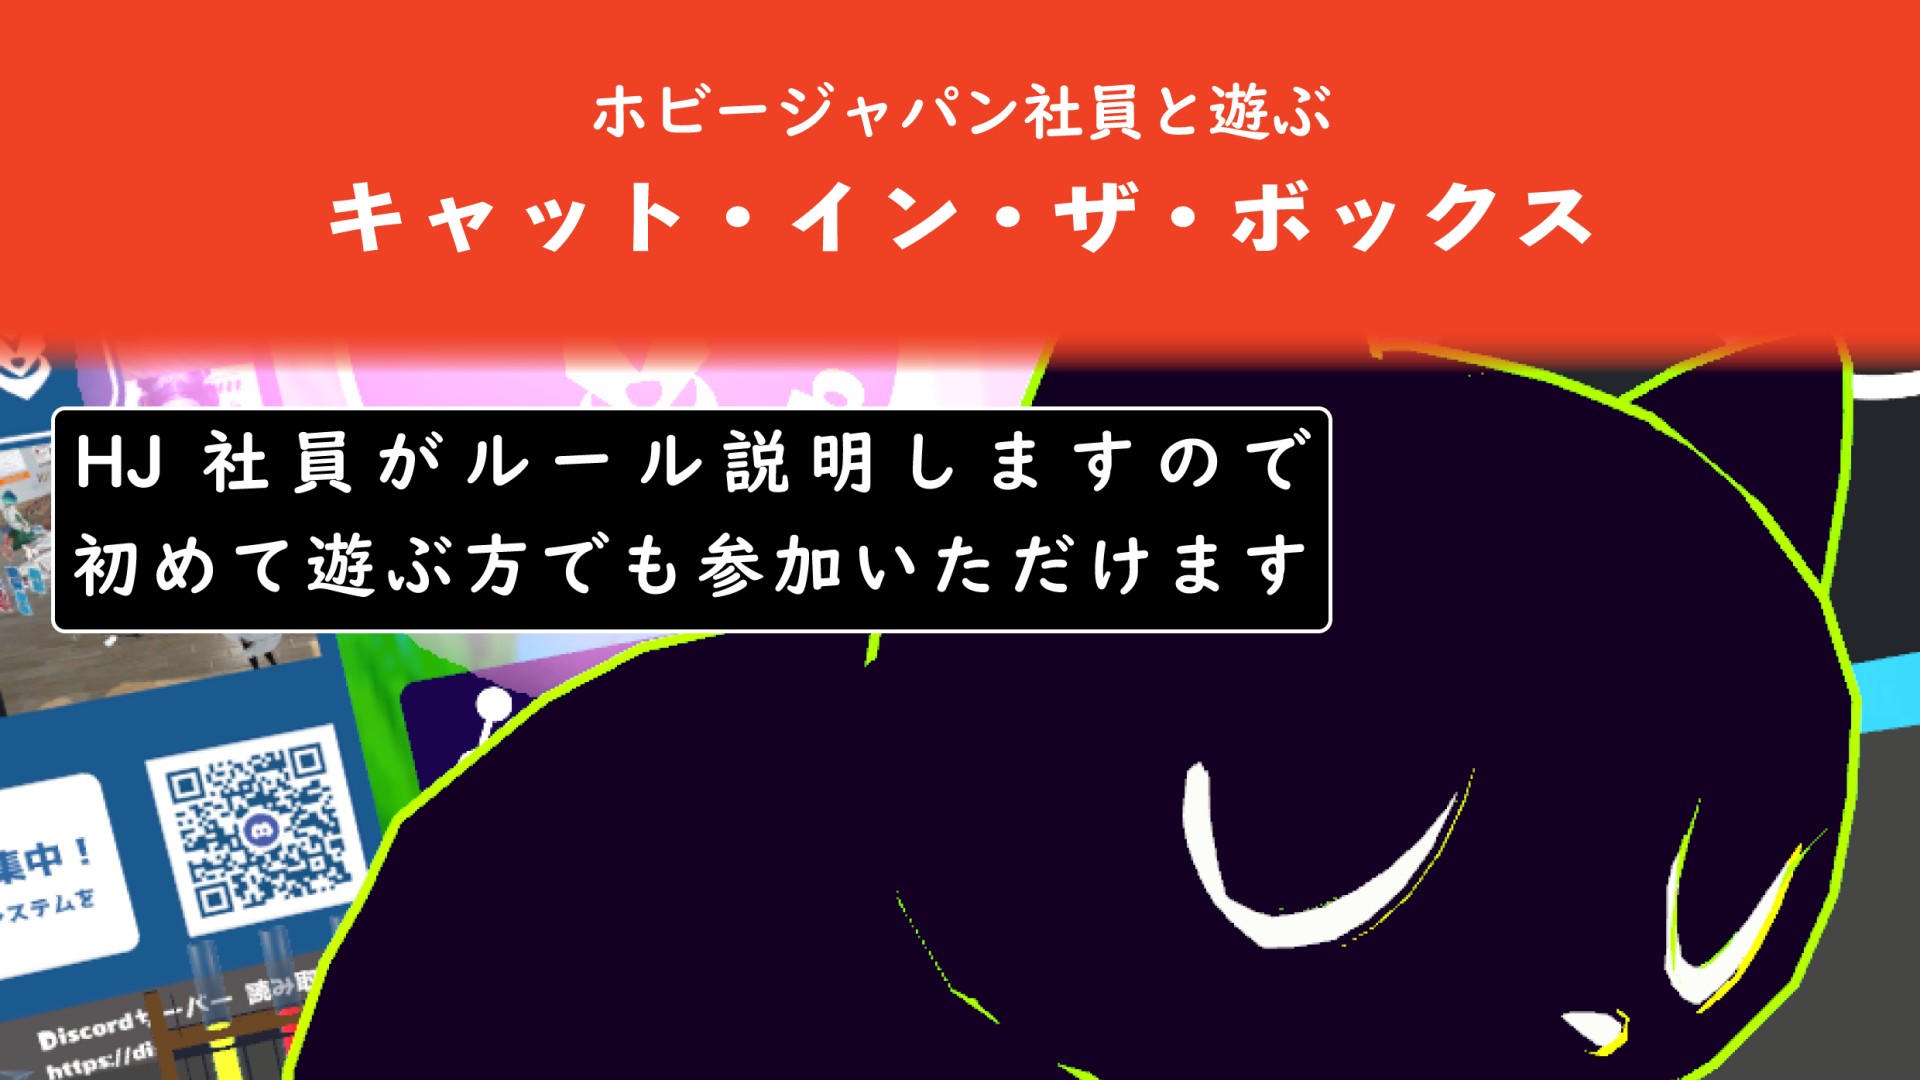 ホビージャパン社員と遊ぶ
キャット・イン・ザ・ボックス
HJ 社員がルール説明しますので
初めて遊ぶ方でも参加いただけます
集中！
ステムを
Discordサーバー 読み取
https://di